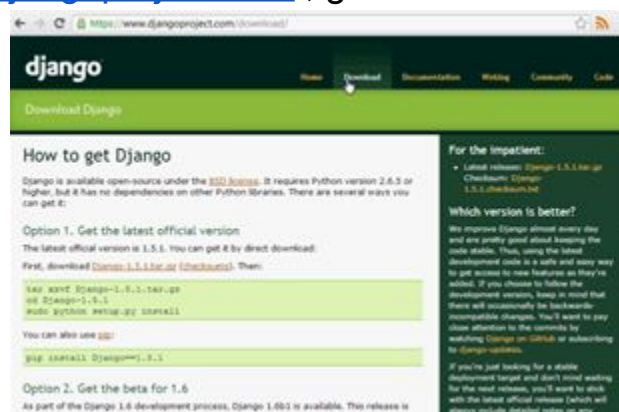 https://www.djangoproject.com/download/
django
Home Download Documentation Weblog Community Code
Download Django
How to get Django
Django is available open-source under the BSD license. It requires Python version 2.6.5 or
higher, but it has no dependencies on other Python libraries. There are several ways you
can get it:
Option 1. Get the latest official version
The latest official version is 1.5.1. You can get it by direct download:
First, download Django-1.5.1.tar.gz (checksums). Then:
tar xzvf Django-1.5.1.tar.gz
cd Django-1.5.1
sudo python setup.py install
You can also use pip:
pip install Django==1.5.1
Option 2. Get the beta for 1.6
As part of the Django 1.6 development process, Django 1.6b1 is available. This release is
For the impatient:
• Latest release: Django-1.5.1.tar.gz
Checksum: Django-
1.5.1.checksum.txt
Which version is better?
We improve Django almost every day
and are pretty good about keeping the
code stable. Thus, using the latest
development code is a safe and easy way
to get access to new features as they're
added. If you choose to follow the
development version, keep in mind that
there will occasionally be backwards-
incompatible changes. You'll want to pay
close attention to the commits by
watching Django on GitHub or subscribing
to django-updates.
If you're just looking for a stable
deployment target and don't mind waiting
for the next release, you'll want to stick
with the latest official release (which will